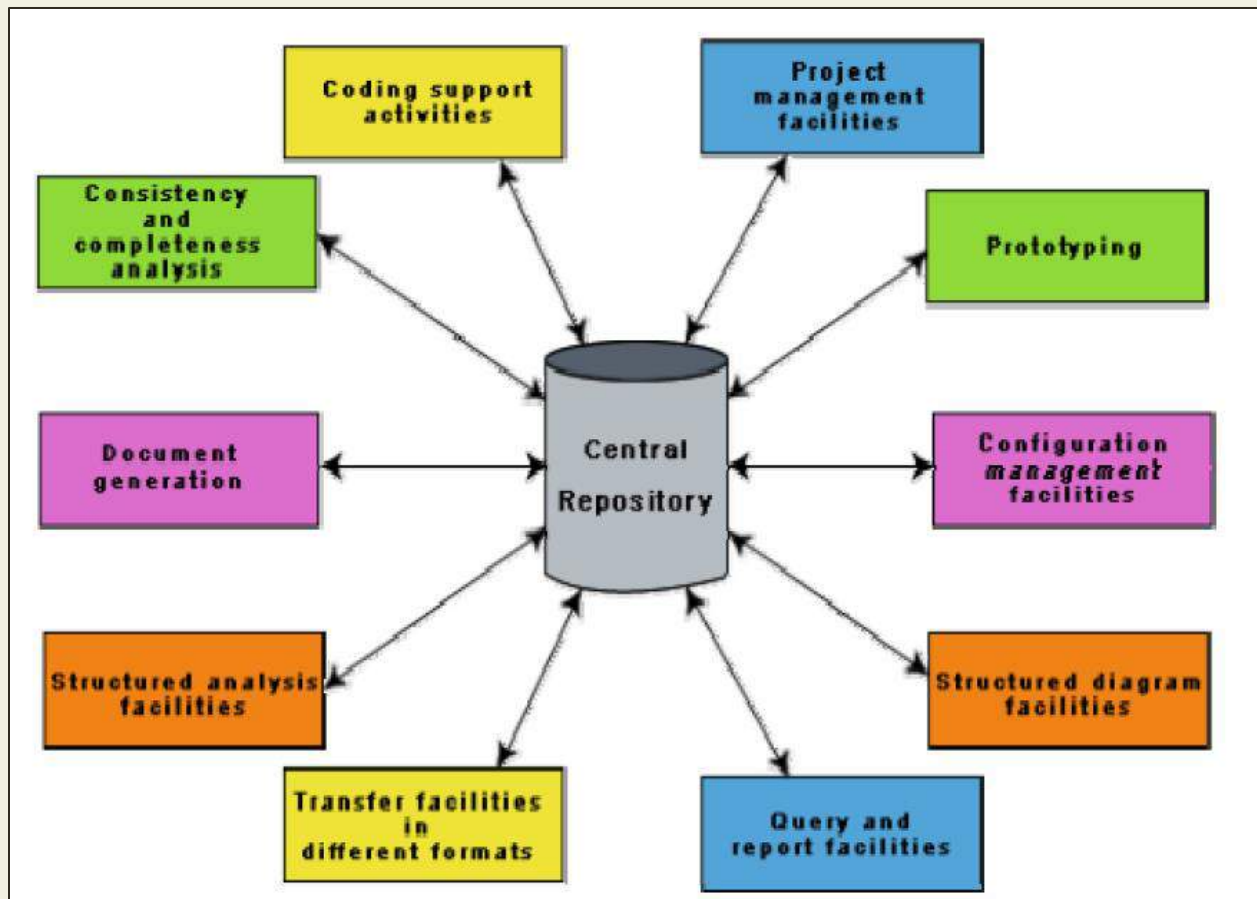 Coding support
activities
Project
management
facilities
Consistency
and
completeness
analysis
Prototyping
Document
generation
Central
Repository
Configuration
management
facilities
Structured analysis
facilities
Structured diagram
facilities
Transfer facilities
in
different formats
Query and
report facilities